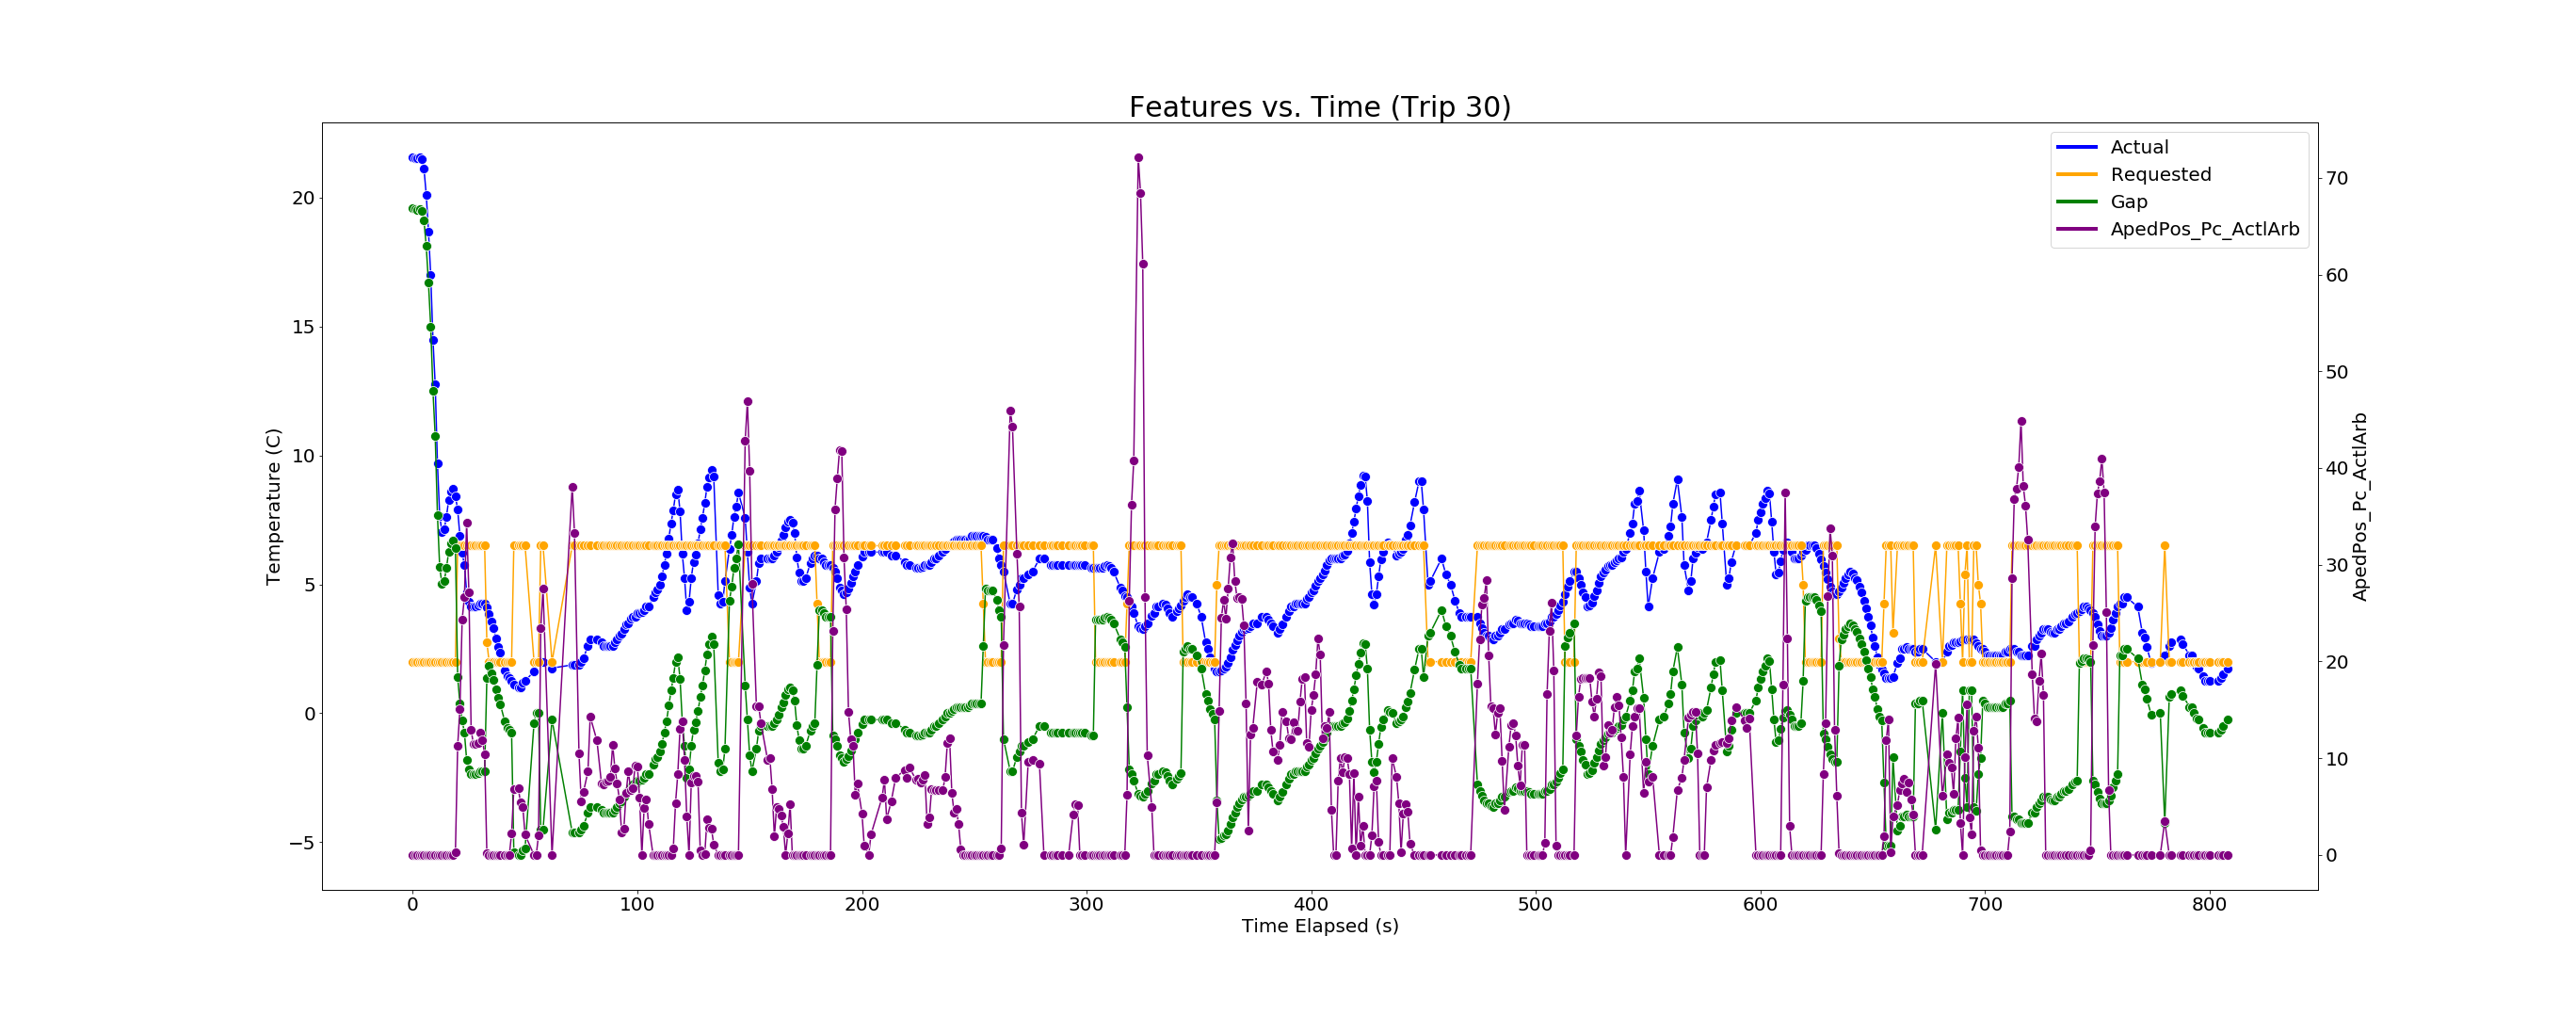 Features vs. Time (Trip 30)
Actual
Requested
Gap
ApedPos_Pc_ActlArb
Temperature (C)
20
15
10
5
0
−5
70
60
50
40
30
20
10
0
ApedPos_Pc_ActlArb
0 100 200 300 400 500 600 700 800
Time Elapsed (s)